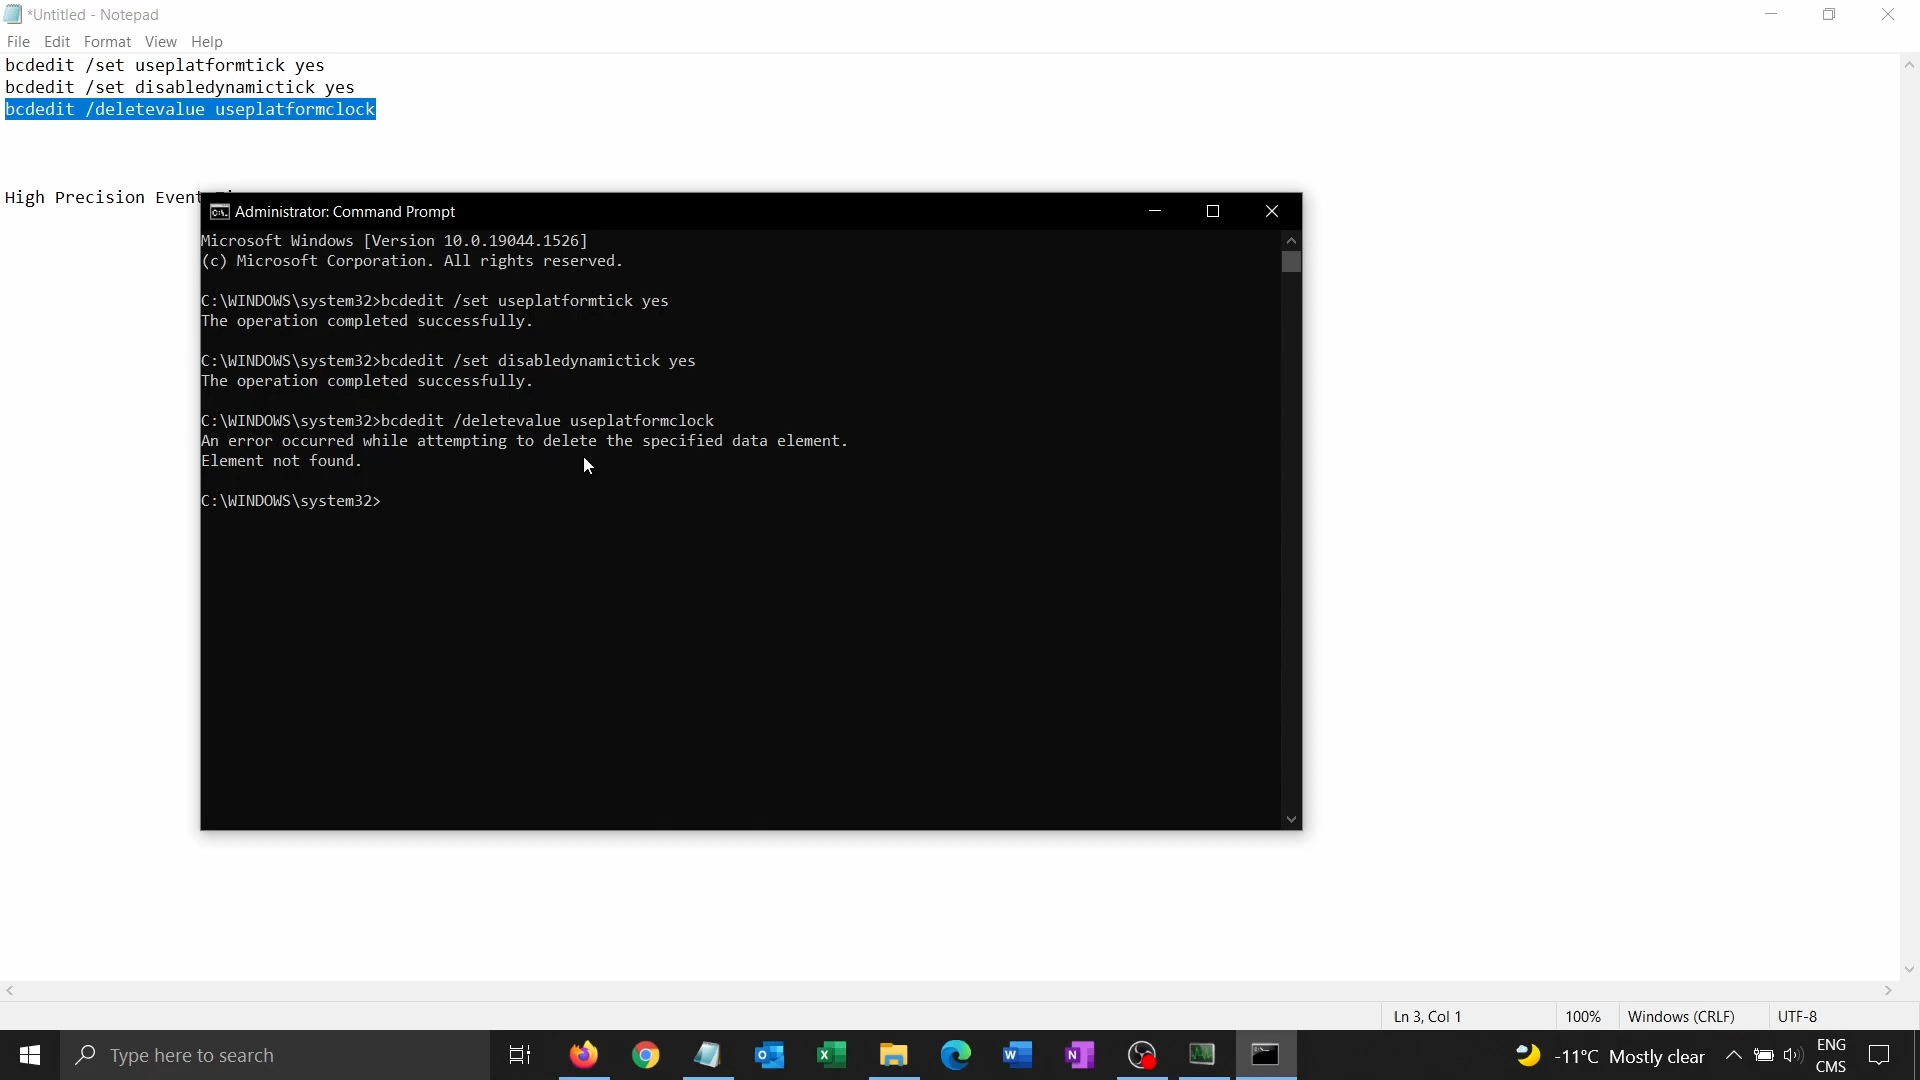 *Untitled - Notepad
File Edit Format View Help
bcdedit /set useplatformtick yes
bcdedit /set disabledynamictick yes
bcdedit /deletevalue useplatformclock
High Precision Event
Administrator: Command Prompt
Microsoft Windows [Version 10.0.19044.1526]
(c) Microsoft Corporation. All rights reserved.
C:\WINDOWS\system32>bcdedit /set useplatformtick yes
The operation completed successfully.
C:\WINDOWS\system32>bcdedit /set disabledynamictick yes
The operation completed successfully.
C:\WINDOWS\system32>bcdedit /deletevalue useplatformclock
An error occurred while attempting to delete the specified data element.
Element not found.
C:\WINDOWS\system32>
Ln 3, Col 1 100% Windows (CRLF) UTF-8
Type here to search
-11°C Mostly clear
ENG
CMS